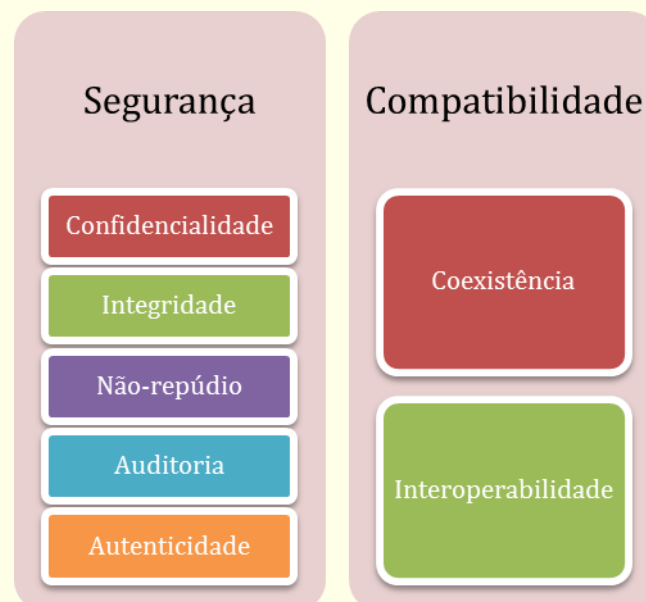 Segurança
Confidencialidade
Integridade
Não-repúdio
Auditoria
Autenticidade
Compatibilidade
Coexistência
Interoperabilidade